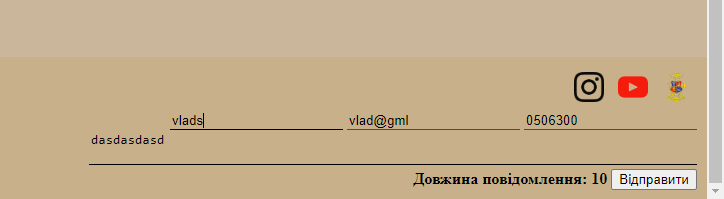 vlads vlad@gml 0506300
dasdasdasd
Довжина повідомлення: 10 Відправити